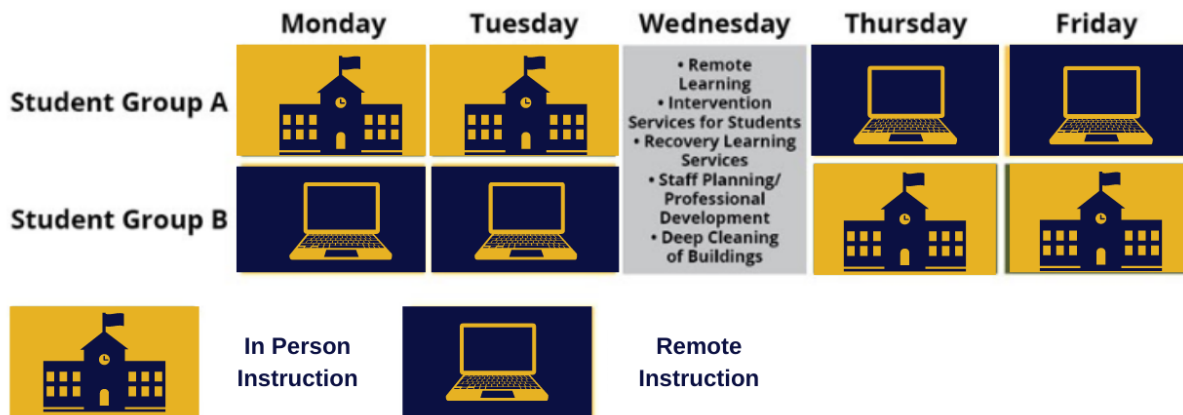 Monday Tuesday Wednesday Thursday Friday
Student Group A
• Remote
Learning
• Intervention
Services for Students
• Recovery Learning
Services
• Staff Planning/
Professional
Development
• Deep Cleaning
of Buildings
Student Group B
In Person
Instruction
Remote
Instruction